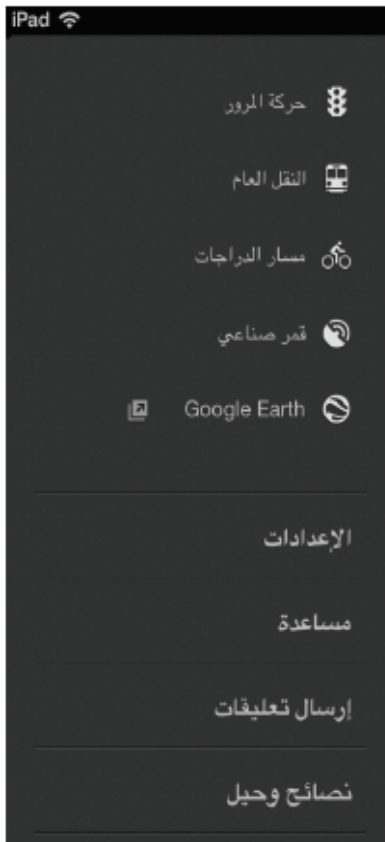 iPad
حركة المرور
النقل العام
مسار الدراجات
قمر صناعي
Google Earth
الإعدادات
مساعدة
إرسال تعليقات
نصائح وحيل